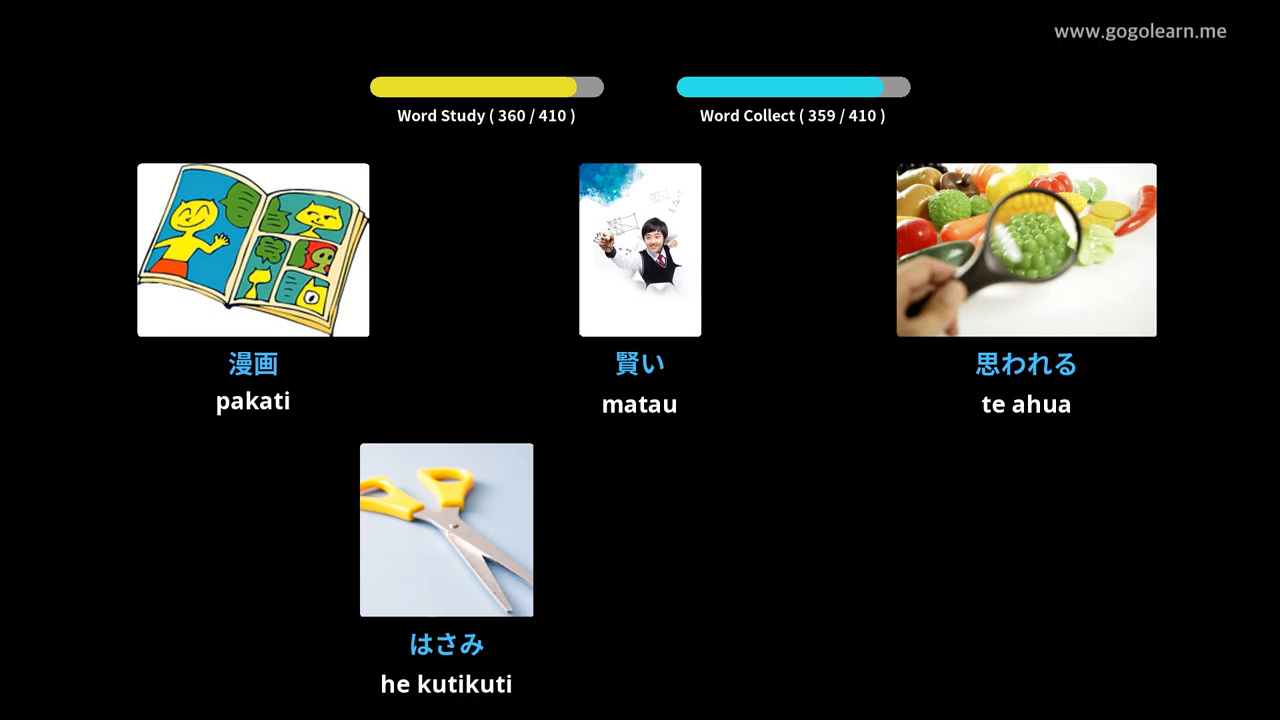 www.gogolearn.me
Word Study ( 360 / 410 )
Word Collect ( 359 / 410 )
漫画
pakati
賢い
matau
思われる
te ahua
はさみ
he kutikuti